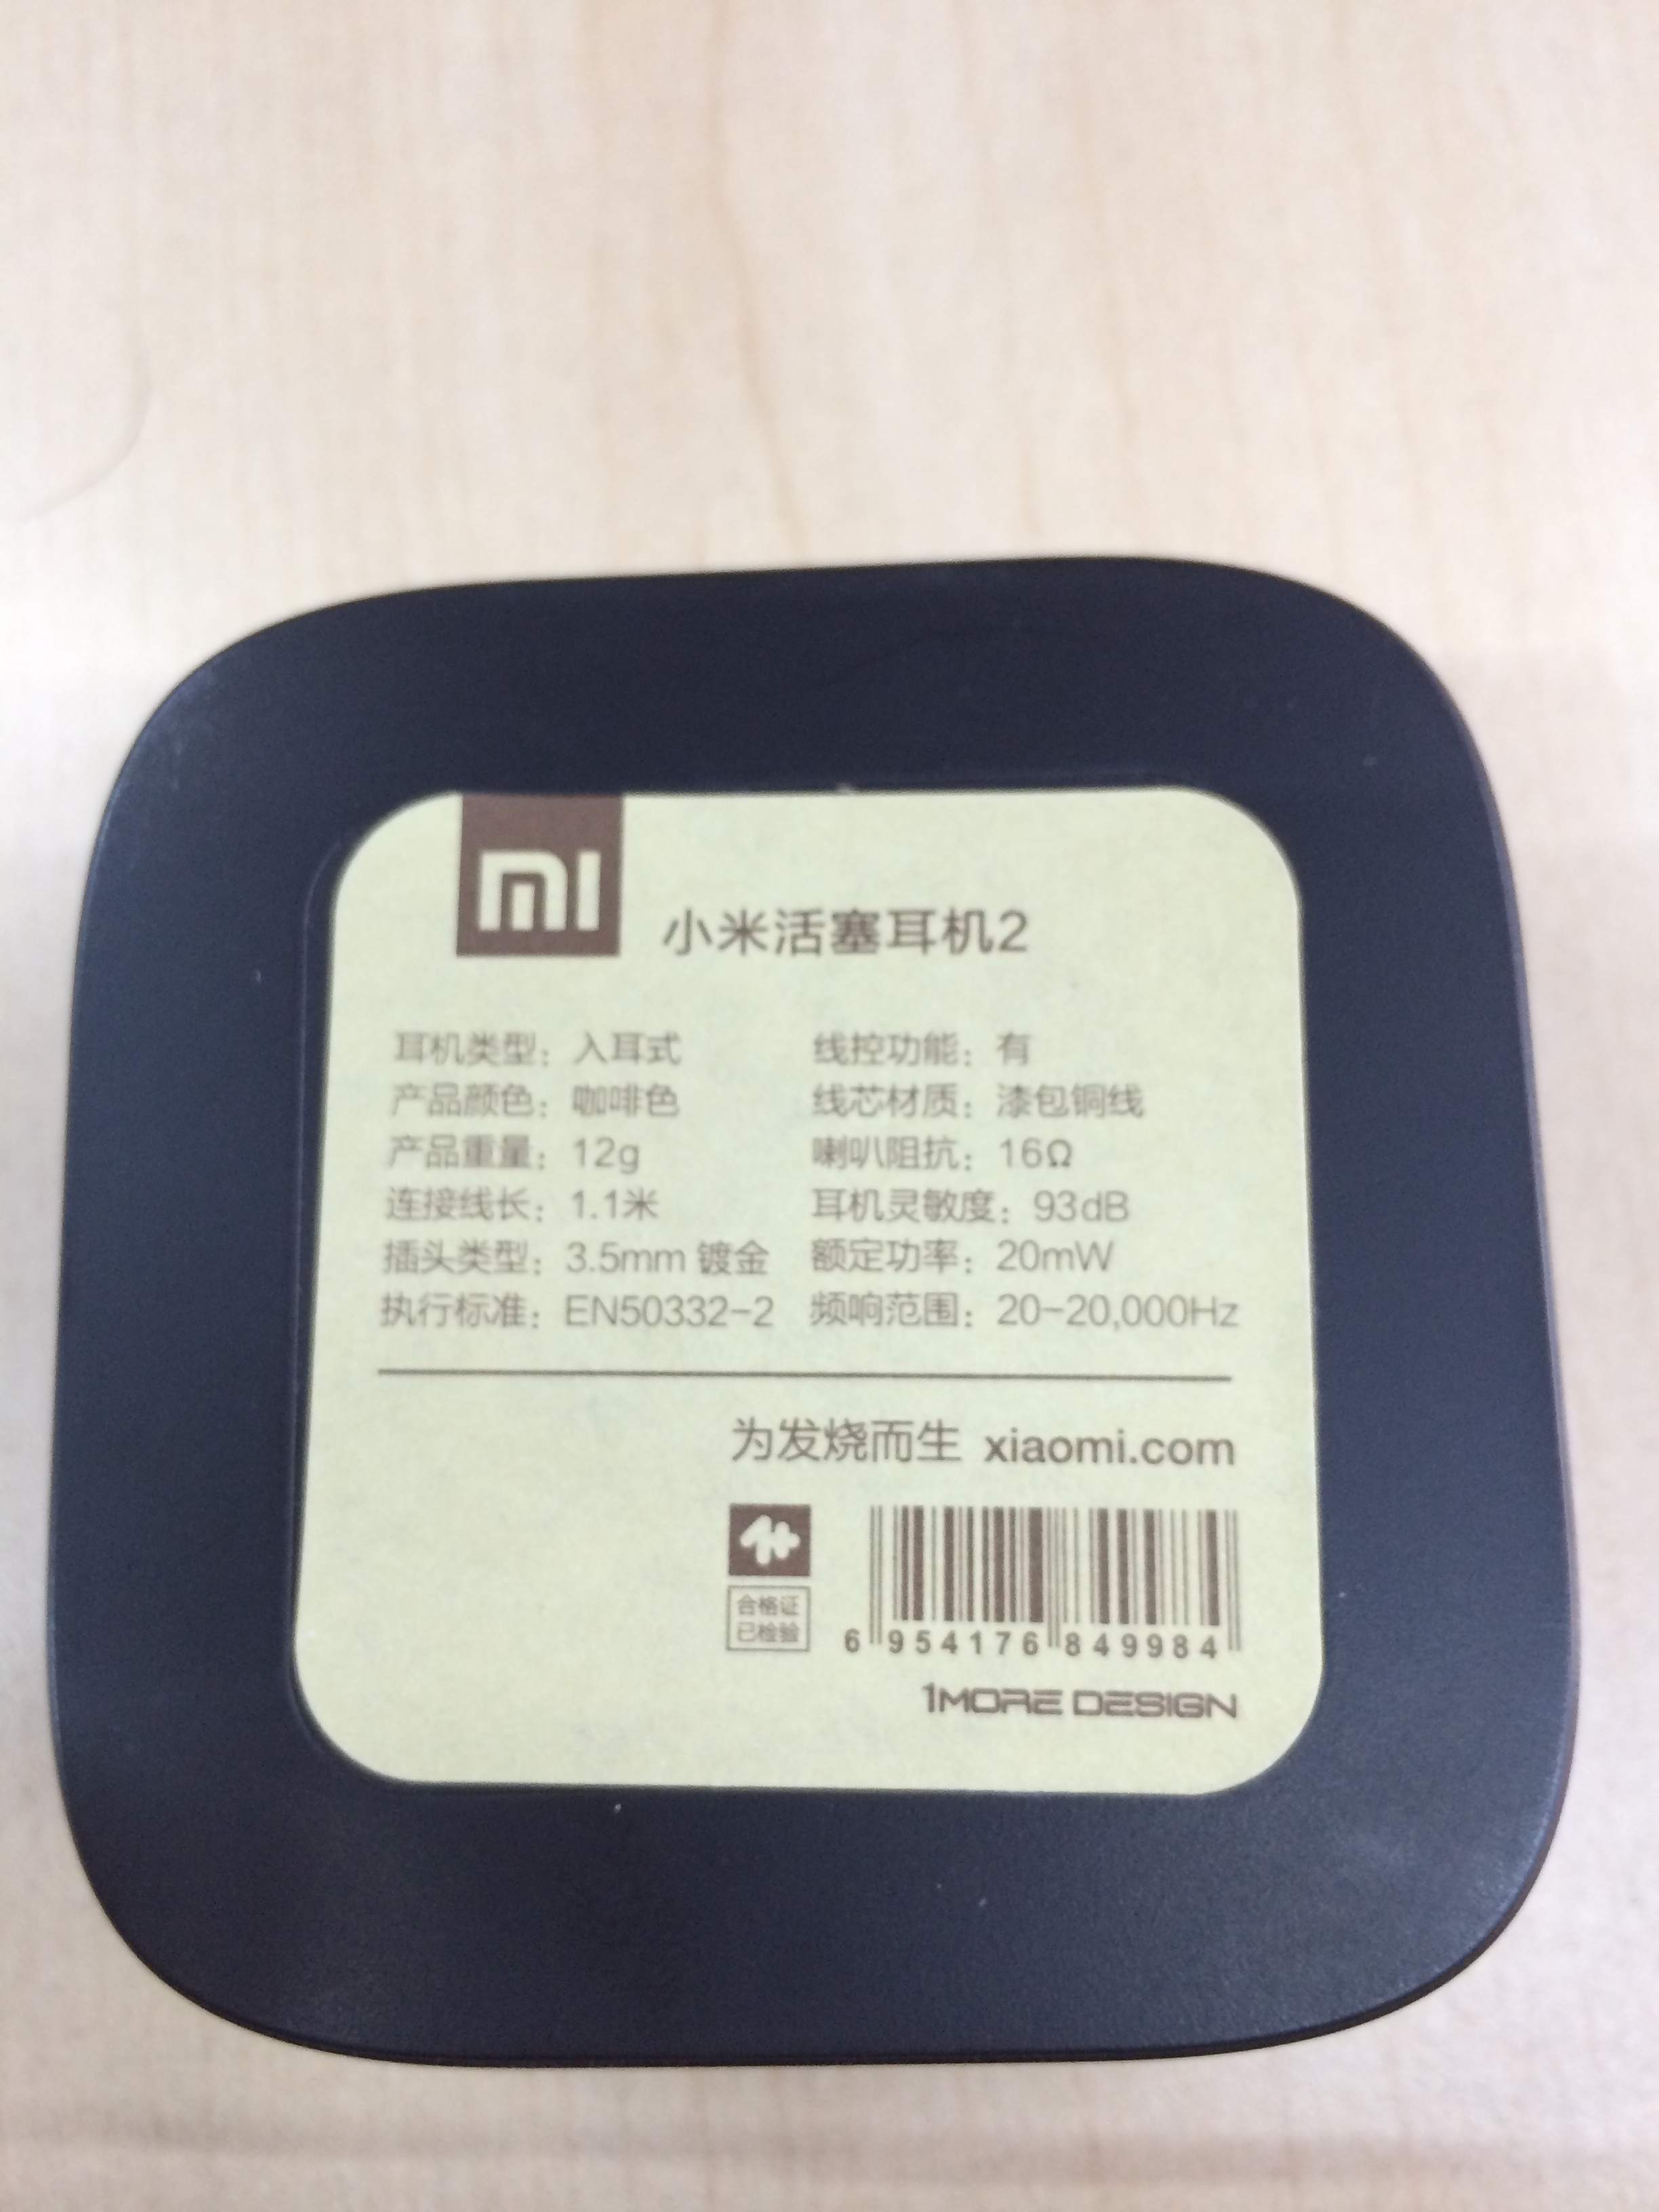 mi
小米活塞耳机2
耳机类型：入耳式 线控功能：有
产品颜色：咖啡色 线芯材质：漆包铜线
产品重量：12g 喇叭阻抗：16Ω
连接线长：1.1米 耳机灵敏度：93dB
插头类型：3.5mm 镀金 额定功率：20mW
执行标准：EN50332-2 频响范围：20-20,000Hz
为发烧而生 xiaomi.com
合格证
已检验
6 954176 849984
1MORE DESIGN